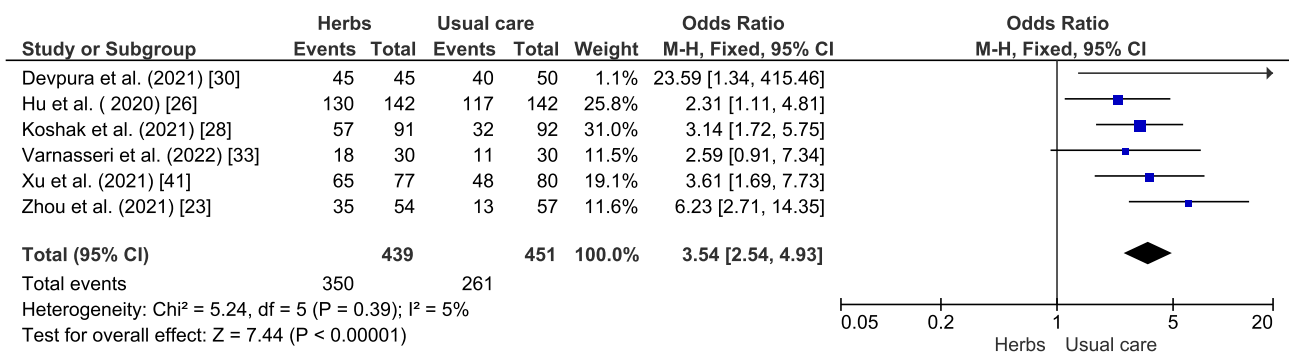 Herbs Usual care Odds Ratio Odds Ratio
Study or Subgroup Events Total Events Total Weight M-H, Fixed, 95% CI M-H, Fixed, 95% CI
Devpura et al. (2021) [30] 45 45 40 50 1.1% 23.59 [1.34, 415.46]
Hu et al. ( 2020) [26] 130 142 117 142 25.8% 2.31 [1.11, 4.81]
Koshak et al. (2021) [28] 57 91 32 92 31.0% 3.14 [1.72, 5.75]
Varnasseri et al. (2022) [33] 18 30 11 30 11.5% 2.59 [0.91, 7.34]
Xu et al. (2021) [41] 65 77 48 80 19.1% 3.61 [1.69, 7.73]
Zhou et al. (2021) [23] 35 54 13 57 11.6% 6.23 [2.71, 14.35]
Total (95% CI) 439 451 100.0% 3.54 [2.54, 4.93]
Total events 350 261
Heterogeneity: Chi² = 5.24, df = 5 (P = 0.39); I² = 5%
Test for overall effect: Z = 7.44 (P < 0.00001)
0.05 0.2 1 5 20
Herbs Usual care